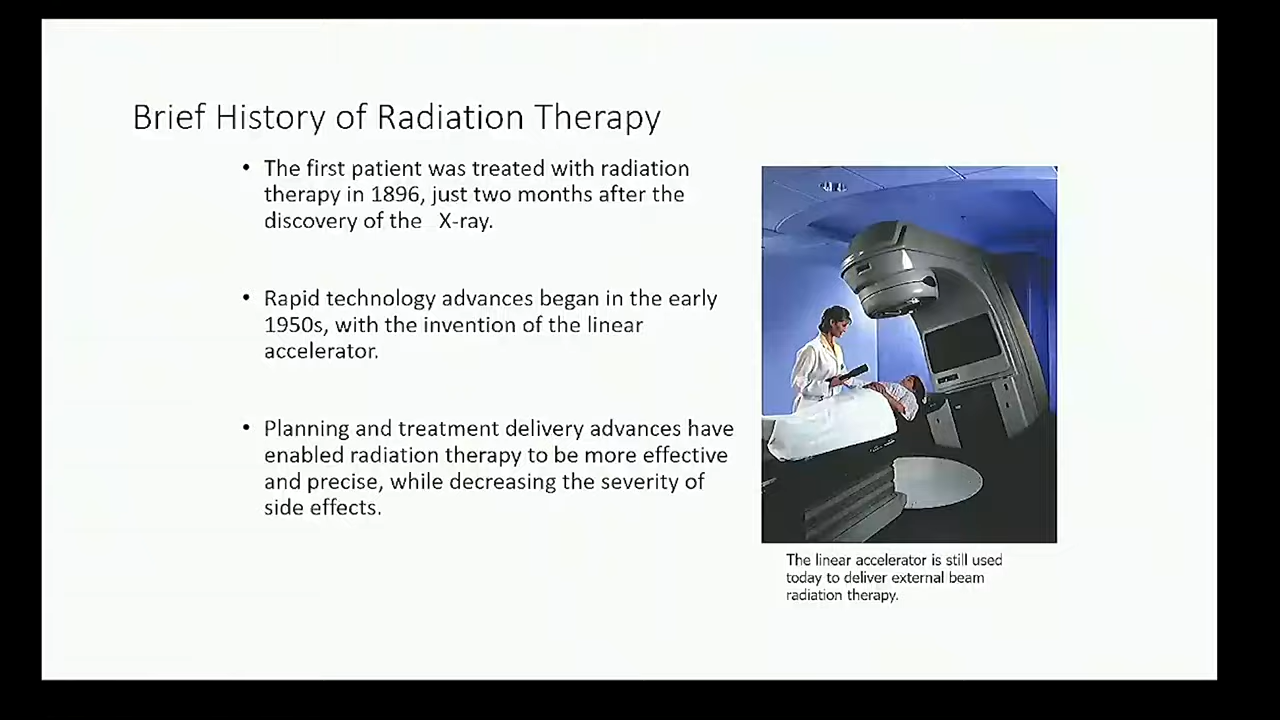 Brief History of Radiation Therapy
• The first patient was treated with radiation
therapy in 1896, just two months after the
discovery of the X-ray.
• Rapid technology advances began in the early
1950s, with the invention of the linear
accelerator.
• Planning and treatment delivery advances have
enabled radiation therapy to be more effective
and precise, while decreasing the severity of
side effects.
The linear accelerator is still used
today to deliver external beam
radiation therapy.